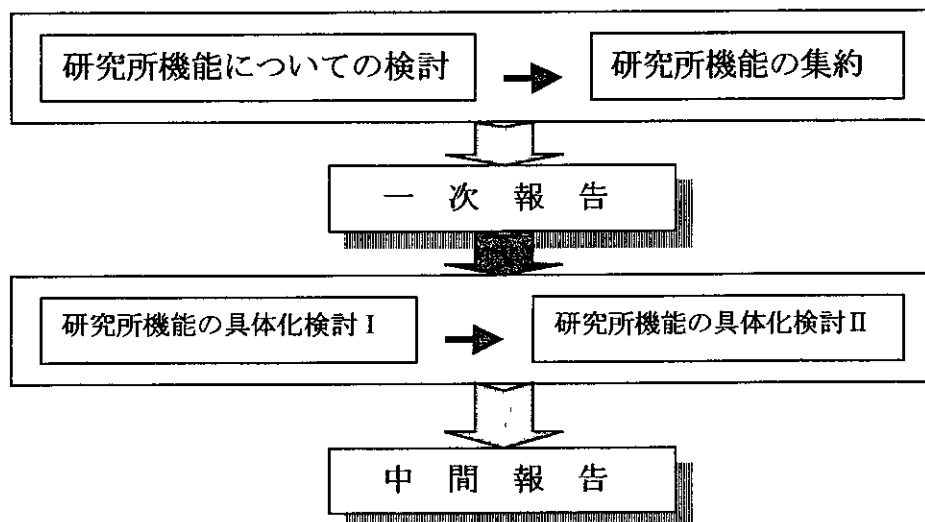 研究所機能についての検討
研究所機能の集約
一 次 報 告
研究所機能の具体化検討Ⅰ
研究所機能の具体化検討Ⅱ
中 間 報 告